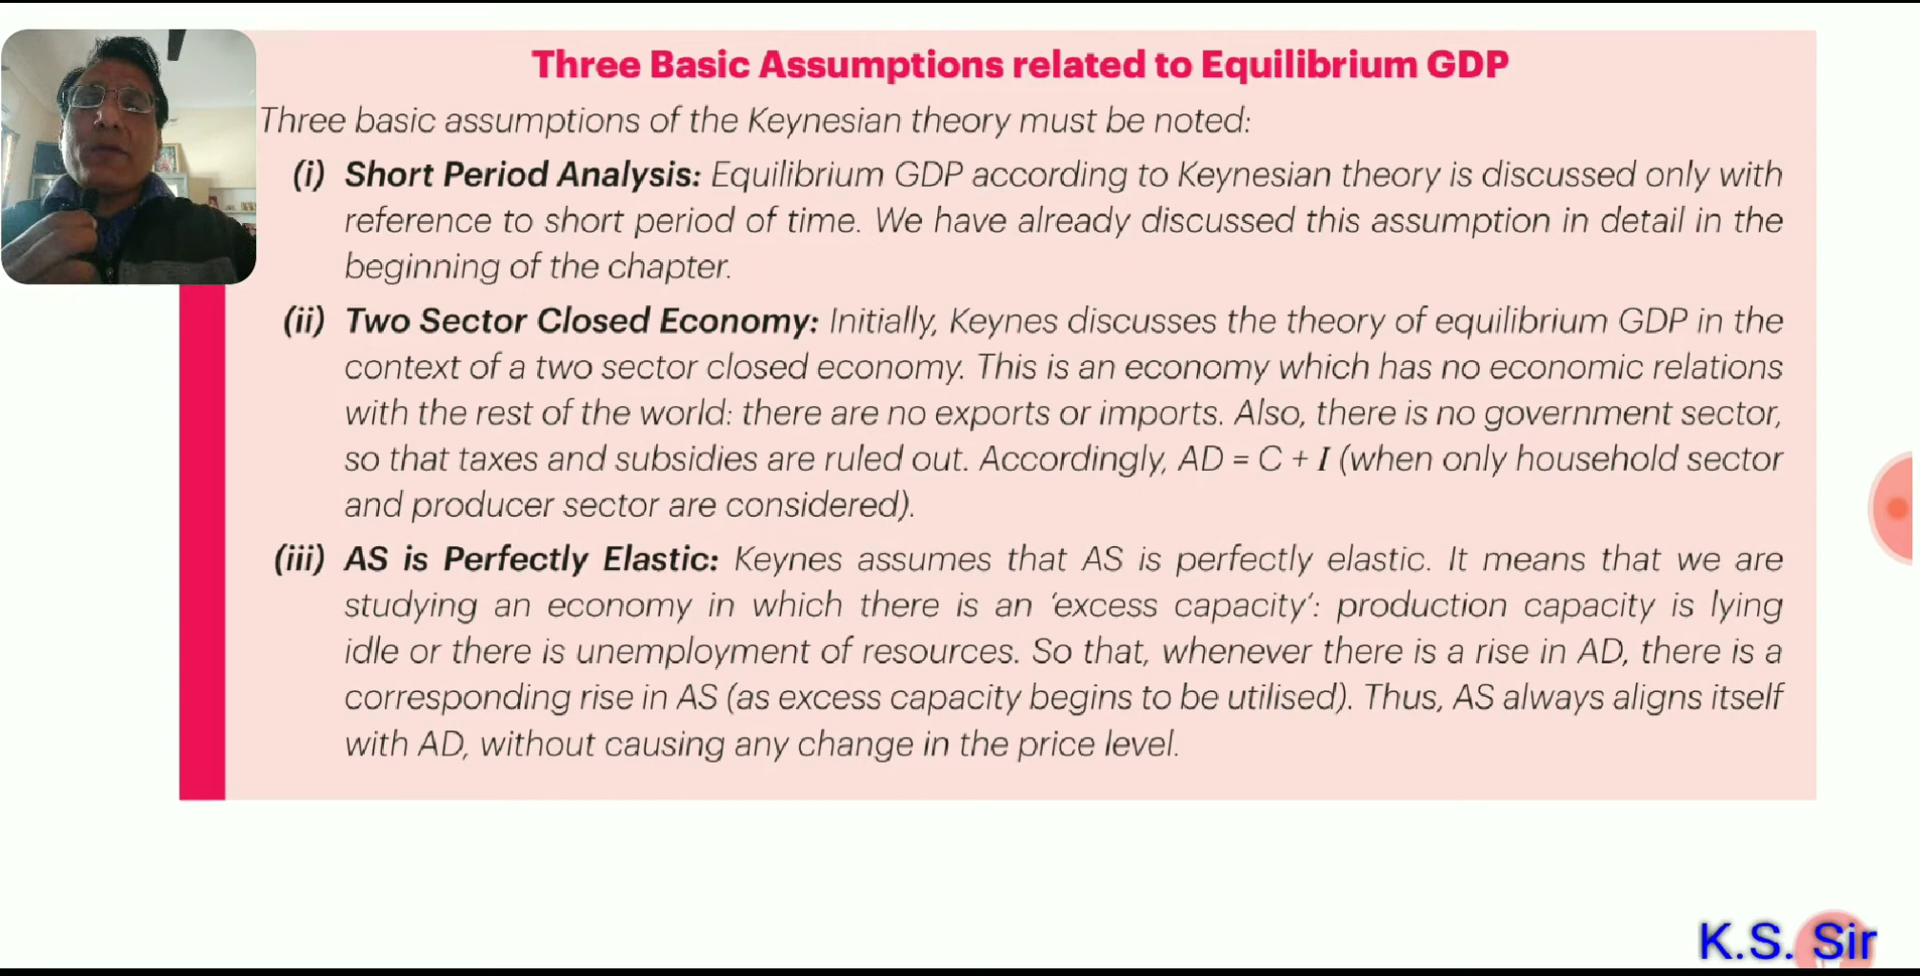 Three Basic Assumptions related to Equilibrium GDP
Three basic assumptions of the Keynesian theory must be noted:
(i) Short Period Analysis: Equilibrium GDP according to Keynesian theory is discussed only with
reference to short period of time. We have already discussed this assumption in detail in the
beginning of the chapter.
(ii) Two Sector Closed Economy: Initially, Keynes discusses the theory of equilibrium GDP in the
context of a two sector closed economy. This is an economy which has no economic relations
with the rest of the world: there are no exports or imports. Also, there is no government sector,
so that taxes and subsidies are ruled out. Accordingly, AD = C + I (when only household sector
and producer sector are considered).
(iii) AS is Perfectly Elastic: Keynes assumes that AS is perfectly elastic. It means that we are
studying an economy in which there is an ‘excess capacity’: production capacity is lying
idle or there is unemployment of resources. So that, whenever there is a rise in AD, there is a
corresponding rise in AS (as excess capacity begins to be utilised). Thus, AS always aligns itself
with AD, without causing any change in the price level.
K.S. Sir